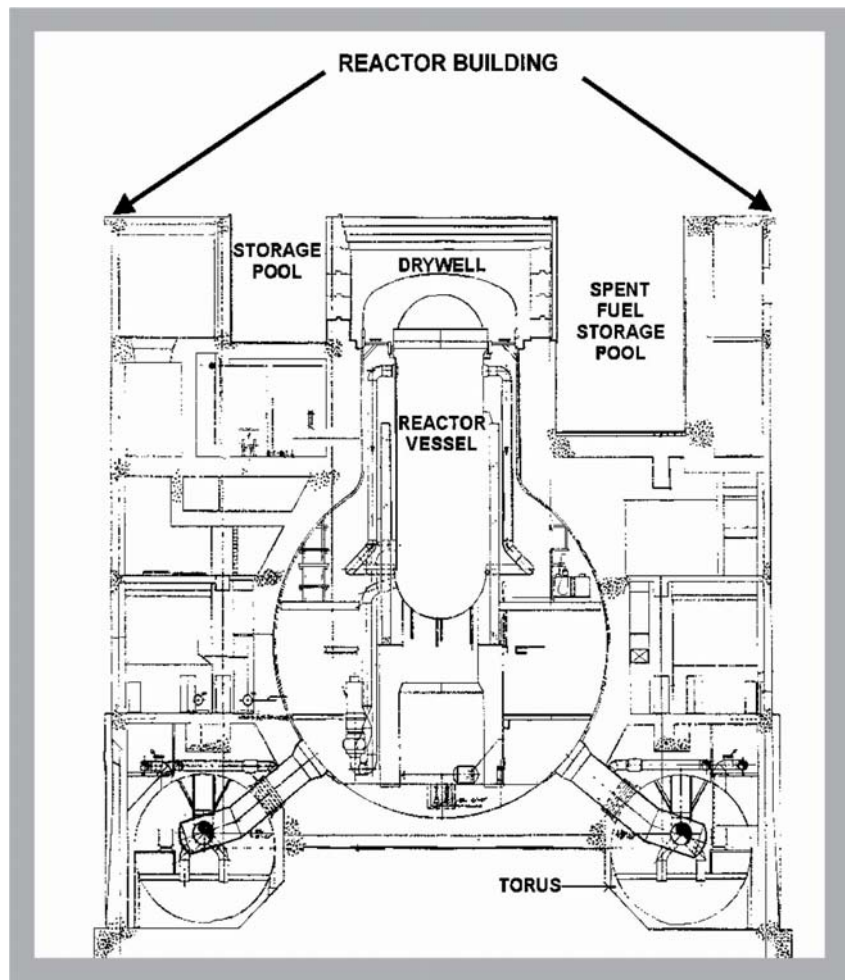 REACTOR BUILDING
STORAGE
POOL
DRYWELL
SPENT
FUEL
STORAGE
POOL
REACTOR
VESSEL
TORUS